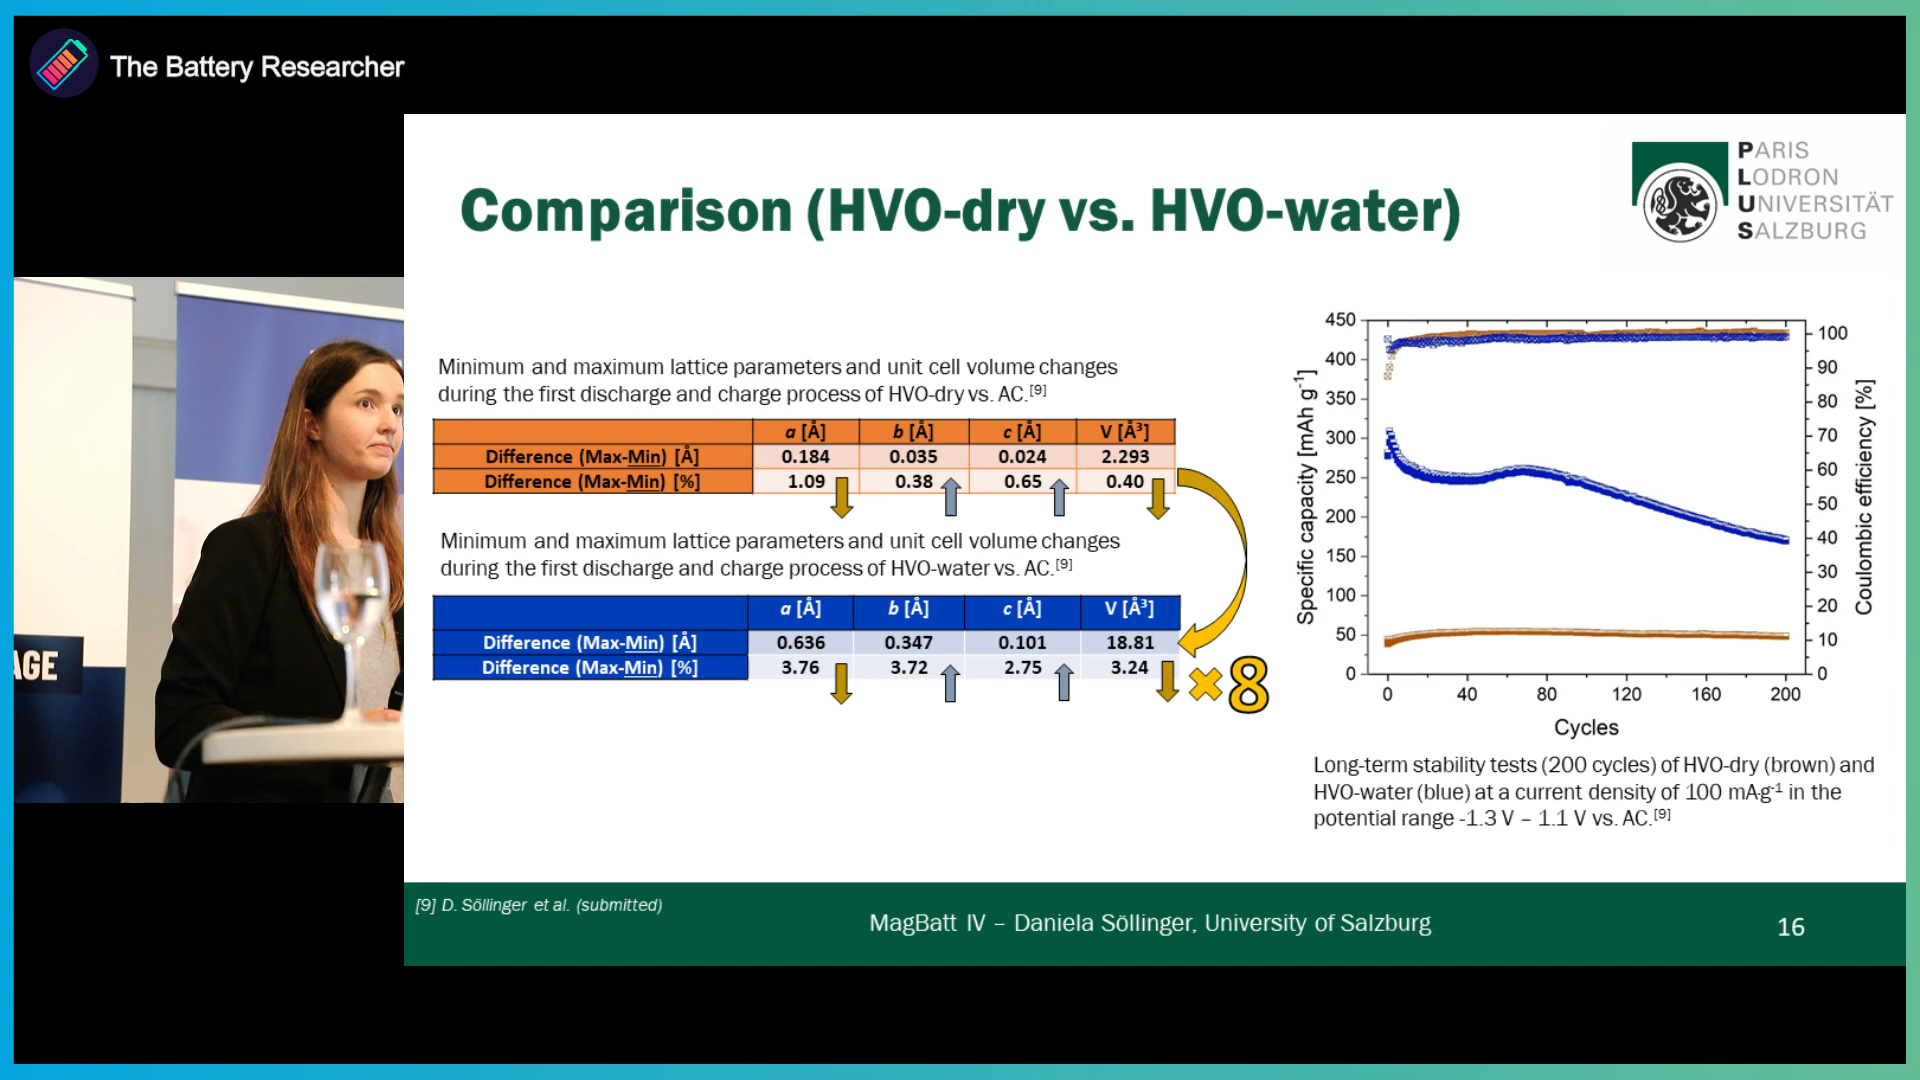 The Battery Researcher
AGE
Comparison (HVO-dry vs. HVO-water)
PARIS
LODRON
UNIVERSITÄT
SALZBURG
Minimum and maximum lattice parameters and unit cell volume changes
during the first discharge and charge process of HVO-dry vs. AC.[9]
a [Å] b [Å] c [Å] V [Å³]
Difference (Max-Min) [Å] 0.184 0.035 0.024 2.293
Difference (Max-Min) [%] 1.09 0.38 0.65 0.40
Minimum and maximum lattice parameters and unit cell volume changes
during the first discharge and charge process of HVO-water vs. AC.[9]
a [Å] b [Å] c [Å] V [Å³]
Difference (Max-Min) [Å] 0.636 0.347 0.101 18.81
Difference (Max-Min) [%] 3.76 3.72 2.75 3.24
×8
Specific capacity [mAh g⁻¹]
450
400
350
300
250
200
150
100
50
0
100
90
80
70
60
50
40
30
20
10
0
Coulombic efficiency [%]
0 40 80 120 160 200
Cycles
Long-term stability tests (200 cycles) of HVO-dry (brown) and
HVO-water (blue) at a current density of 100 mA·g⁻¹ in the
potential range -1.3 V – 1.1 V vs. AC.[9]
[9] D. Söllinger et al. (submitted)
MagBatt IV – Daniela Söllinger, University of Salzburg
16